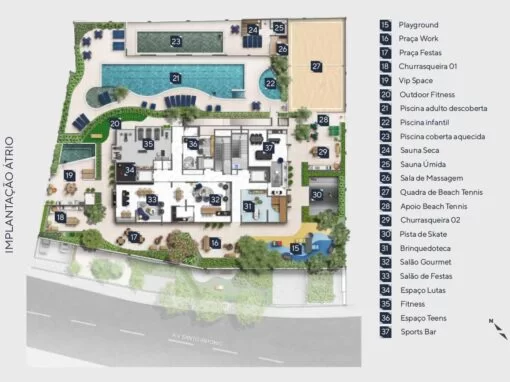 IMPLANTAÇÃO ÁTRIO
23
24
25
26
27
21
22
20
28
35
36
37
29
19
34
33
32
31
30
18
17
16
15
AV. SANTO ANTONIO
15 Playground
16 Praça Work
17 Praça Festas
18 Churrasqueira 01
19 Vip Space
20 Outdoor Fitness
21 Piscina adulto descoberta
22 Piscina infantil
23 Piscina coberta aquecida
24 Sauna Seca
25 Sauna Úmida
26 Sala de Massagem
27 Quadra de Beach Tennis
28 Apoio Beach Tennis
29 Churrasqueira 02
30 Pista de Skate
31 Brinquedoteca
32 Salão Gourmet
33 Salão de Festas
34 Espaço Lutas
35 Fitness
36 Espaço Teens
37 Sports Bar
N